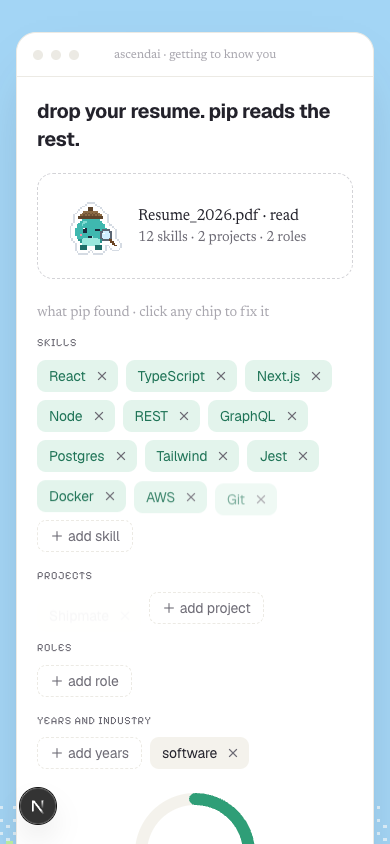 ascendai · getting to know you
drop your resume. pip reads the
rest.
Resume_2026.pdf · read
12 skills · 2 projects · 2 roles
what pip found · click any chip to fix it
SKILLS
React × TypeScript × Next.js ×
Node × REST × GraphQL ×
Postgres × Tailwind × Jest ×
Docker × AWS × Git ×
+ add skill
PROJECTS
Shipmate × + add project
ROLES
+ add role
YEARS AND INDUSTRY
+ add years software ×
N